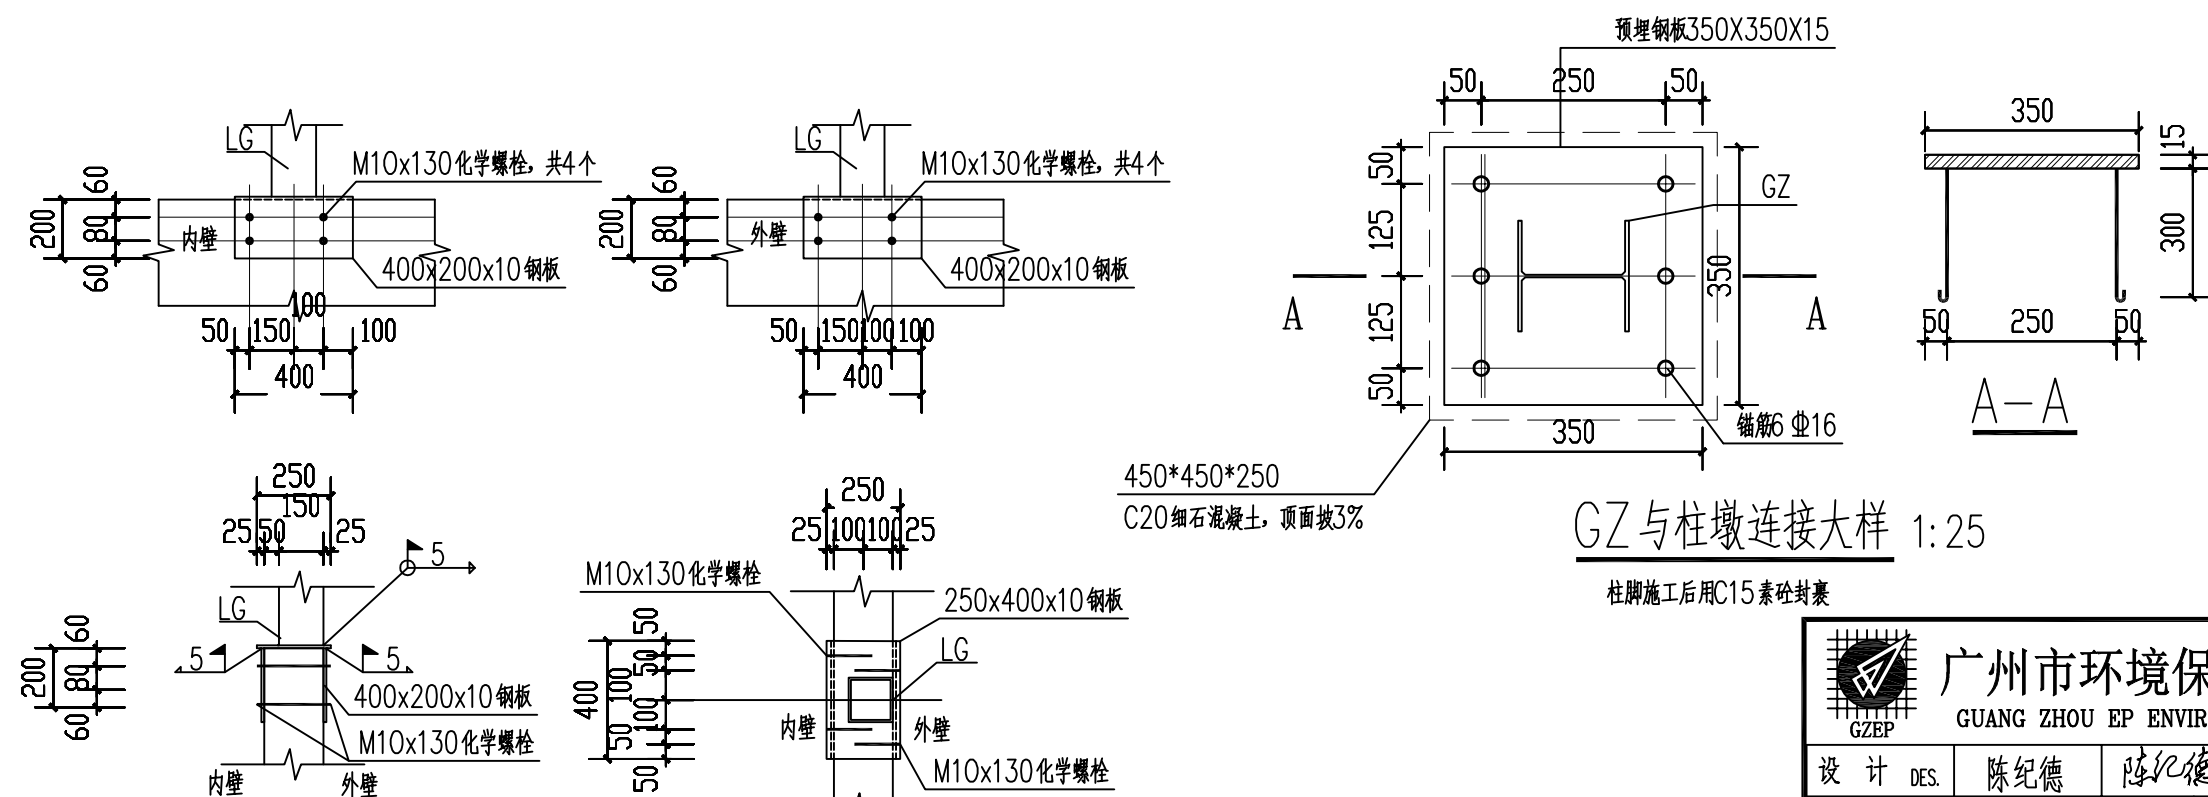 LG
M10x130化学螺栓，共4个
60
80
60
200
内壁
400x200x10钢板
100
50
150
100
400
LG
M10x130化学螺栓，共4个
60
80
60
200
外壁
400x200x10钢板
50
150
100
100
400
预埋钢板350X350X15
50
250
50
50
125
125
50
GZ
350
A
A
锚筋6Φ16
350
450*450*250
C20细石混凝土，顶面坡3%
GZ与柱墩连接大样 1:25
柱脚施工后用C15素砼封裹
350
15
300
50
250
50
A-A
250
150
25
50
25
5
LG
5
5
60
80
60
200
400x200x10钢板
M10x130化学螺栓
内壁
外壁
250
25
100
100
25
M10x130化学螺栓
250x400x10钢板
LG
50
50
100
100
50
50
400
内壁
外壁
M10x130化学螺栓
GZEP
广州市环境保
GUANG ZHOU EP ENVIR
设 计 DES.
陈纪德
陈纪德